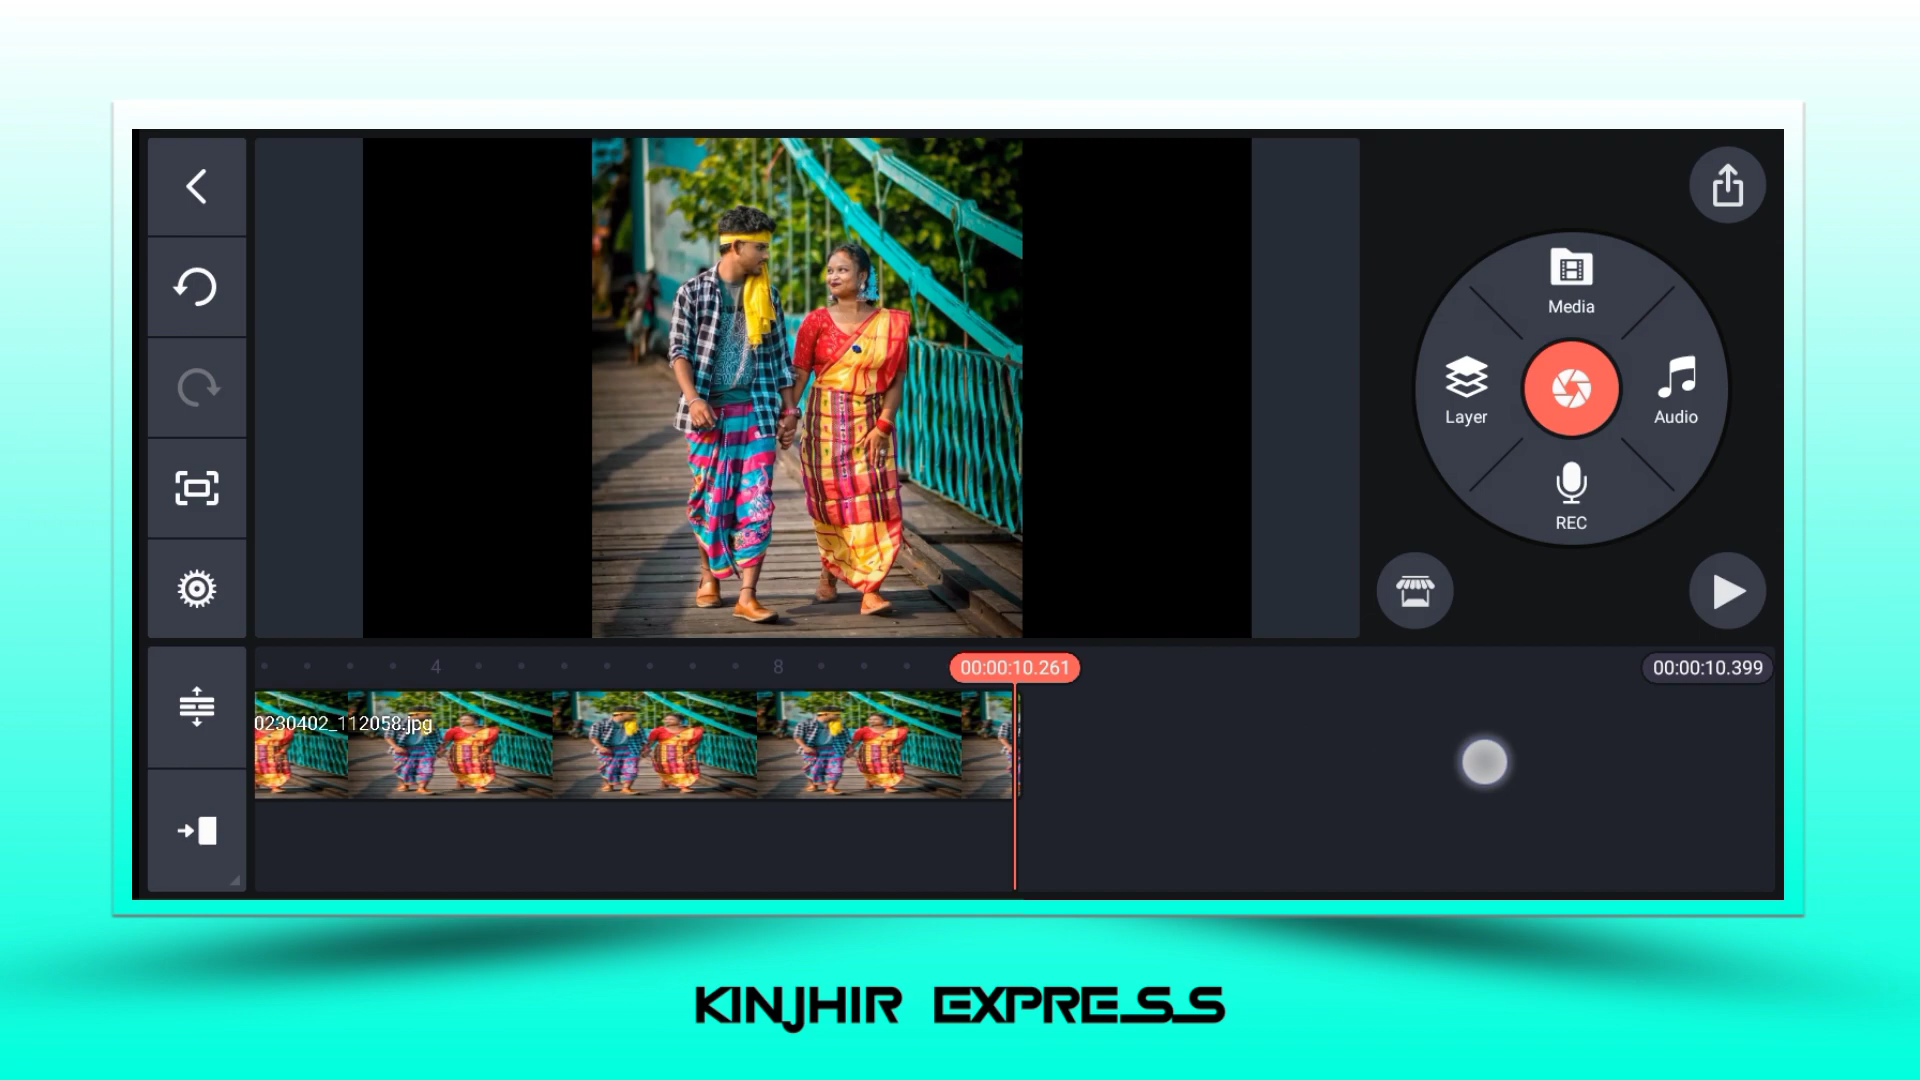 Media
Layer
Audio
REC
4
8
00:00:10.261
00:00:10.399
0230402_112058.jpg
KINJHIR EXPRESS